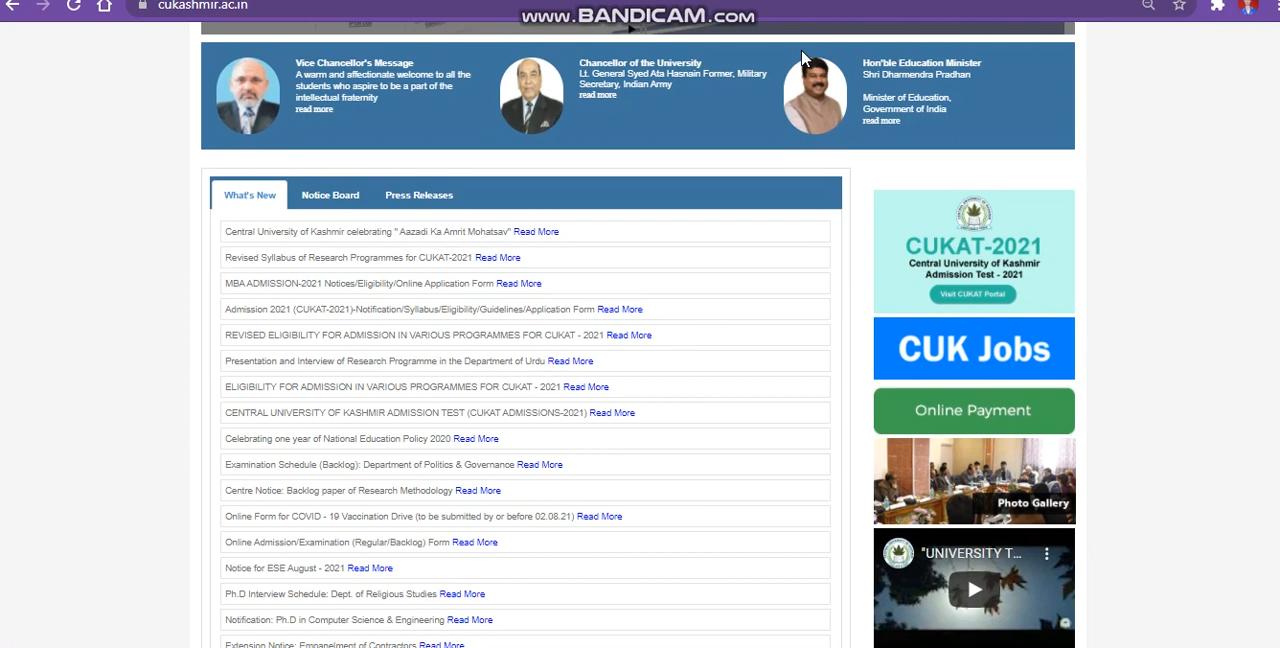 cukashmir.ac.in
www.BANDICAM.com
Vice Chancellor's Message
A warm and affectionate welcome to all the
students who aspire to be a part of the
intellectual fraternity
read more
Chancellor of the University
Lt. General Syed Ata Hasnain Former, Military
Secretary, Indian Army
read more
Hon'ble Education Minister
Shri Dharmendra Pradhan
Minister of Education,
Government of India
read more
What's New Notice Board Press Releases
Central University of Kashmir celebrating " Aazadi Ka Amrit Mohatsav" Read More
Revised Syllabus of Research Programmes for CUKAT-2021 Read More
MBA ADMISSION-2021 Notices/Eligibility/Online Application Form Read More
Admission 2021 (CUKAT-2021)-Notification/Syllabus/Eligibility/Guidelines/Application Form Read More
REVISED ELIGIBILITY FOR ADMISSION IN VARIOUS PROGRAMMES FOR CUKAT - 2021 Read More
Presentation and Interview of Research Programme in the Department of Urdu Read More
ELIGIBILITY FOR ADMISSION IN VARIOUS PROGRAMMES FOR CUKAT - 2021 Read More
CENTRAL UNIVERSITY OF KASHMIR ADMISSION TEST (CUKAT ADMISSIONS-2021) Read More
Celebrating one year of National Education Policy 2020 Read More
Examination Schedule (Backlog): Department of Politics & Governance Read More
Centre Notice: Backlog paper of Research Methodology Read More
Online Form for COVID - 19 Vaccination Drive (to be submitted by or before 02.08.21) Read More
Online Admission/Examination (Regular/Backlog) Form Read More
Notice for ESE August - 2021 Read More
Ph.D Interview Schedule: Dept. of Religious Studies Read More
Notification: Ph.D in Computer Science & Engineering Read More
Extension Notice: Empanelment of Contractors Read More
CUKAT-2021
Central University of Kashmir
Admission Test - 2021
Visit CUKAT Portal
CUK Jobs
Online Payment
Photo Gallery
"UNIVERSITY T...